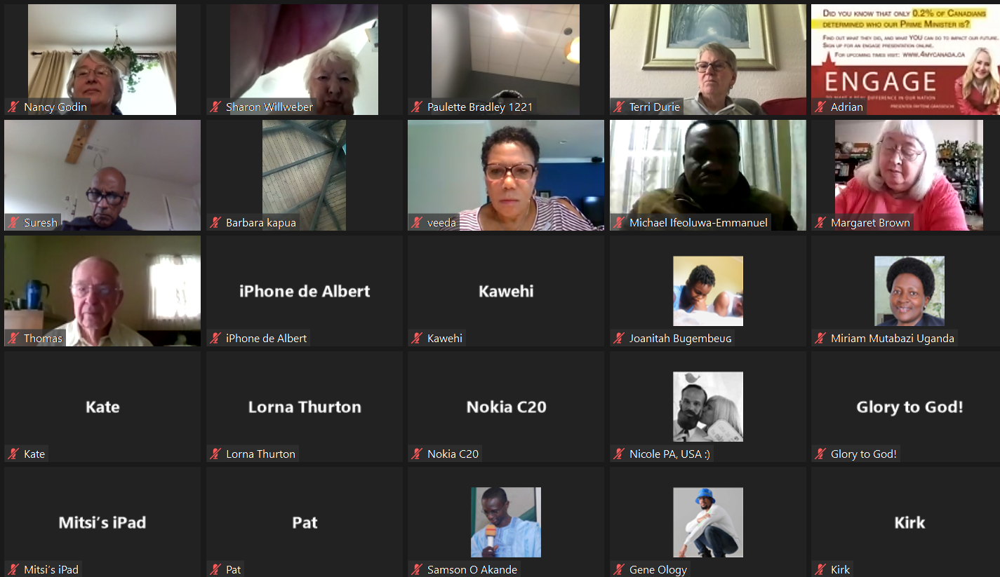 Nancy Godin
Sharon Willweber
Paulette Bradley 1221
Terri Durie
DID YOU KNOW THAT ONLY 0.2% OF CANADIANS
DETERMINED WHO OUR PRIME MINISTER IS?
FIND OUT WHAT THEY DID, AND WHAT YOU CAN DO TO IMPACT OUR FUTURE.
SIGN UP FOR AN ENGAGE PRESENTATION ONLINE.
FOR UPCOMING TIMES VISIT: WWW.4MYCANADA.CA
ENGAGE
DIFFERENCE IN OUR NATION
Adrian
Suresh
Barbara kapua
veeda
Michael Ifeoluwa-Emmanuel
Margaret Brown
Thomas
iPhone de Albert
iPhone de Albert
Kawehi
Kawehi
Joanitah BugembeUG
Miriam Mutabazi Uganda
Kate
Kate
Lorna Thurton
Lorna Thurton
Nokia C20
Nokia C20
Nicole PA, USA :)
Glory to God!
Glory to God!
Mitsi's iPad
Mitsi's iPad
Pat
Pat
Samson O Akande
Gene Ology
Kirk
Kirk